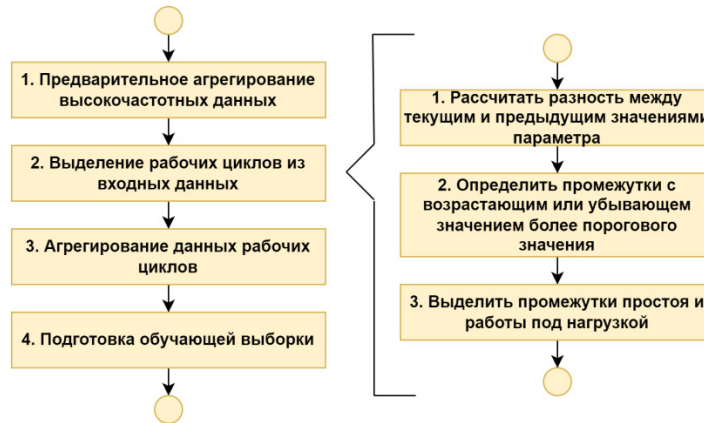 1. Предварительное агрегирование
высокочастотных данных
2. Выделение рабочих циклов из
входных данных
3. Агрегирование данных рабочих
циклов
4. Подготовка обучающей выборки
1. Рассчитать разность между
текущим и предыдущим значениями
параметра
2. Определить промежутки с
возрастающим или убывающем
значением более порогового
значения
3. Выделить промежутки простоя и
работы под нагрузкой